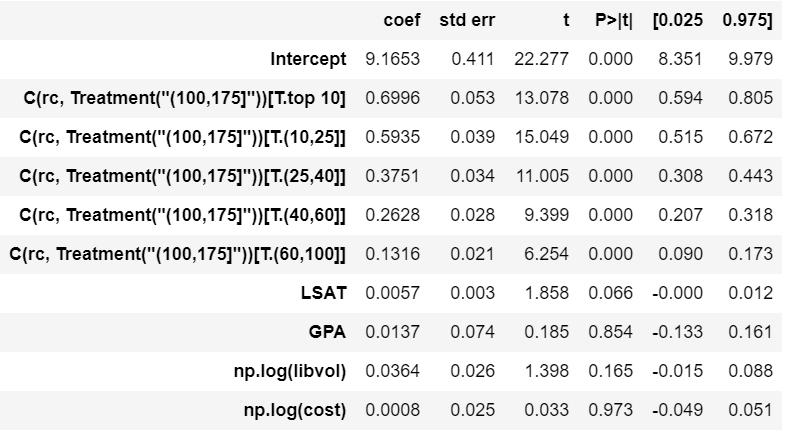 coef std err t P>|t| [0.025 0.975]
Intercept 9.1653 0.411 22.277 0.000 8.351 9.979
C(rc, Treatment("(100,175]"))[T.top 10] 0.6996 0.053 13.078 0.000 0.594 0.805
C(rc, Treatment("(100,175]"))[T.(10,25]] 0.5935 0.039 15.049 0.000 0.515 0.672
C(rc, Treatment("(100,175]"))[T.(25,40]] 0.3751 0.034 11.005 0.000 0.308 0.443
C(rc, Treatment("(100,175]"))[T.(40,60]] 0.2628 0.028 9.399 0.000 0.207 0.318
C(rc, Treatment("(100,175]"))[T.(60,100]] 0.1316 0.021 6.254 0.000 0.090 0.173
LSAT 0.0057 0.003 1.858 0.066 -0.000 0.012
GPA 0.0137 0.074 0.185 0.854 -0.133 0.161
np.log(libvol) 0.0364 0.026 1.398 0.165 -0.015 0.088
np.log(cost) 0.0008 0.025 0.033 0.973 -0.049 0.051